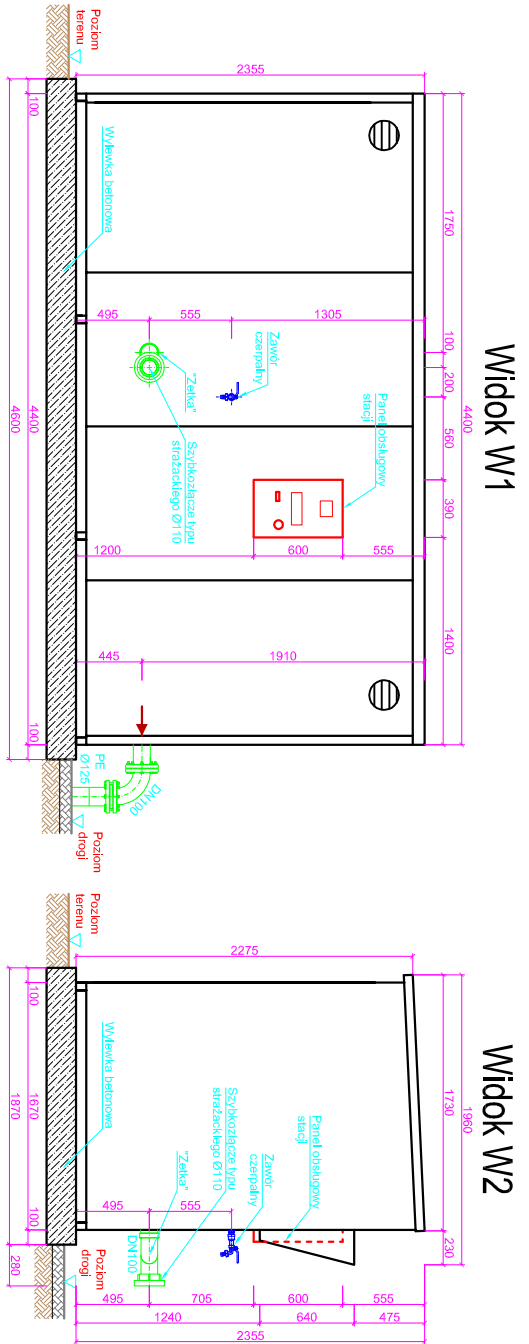 Widok W1
4400
1750
100
200
560
390
1400
2355
1305
555
495
Zawór
czerpalny
Panel obsługowy
stacji
"Zetka"
Szybkozłącze typu
strażackiego Ø110
555
600
1200
1910
445
Wylewka betonowa
Poziom
terenu
DN100
PE
Ø125
Poziom
drogi
100
4400
100
4600
Widok W2
1960
1730
230
2275
Panel obsługowy
stacji
Zawór
czerpalny
Szybkozłącze typu
strażackiego Ø110
"Zetka"
555
495
DN100
Wylewka betonowa
Poziom
terenu
Poziom
drogi
555
600
705
495
475
640
1240
2355
100
1670
100
1870
280